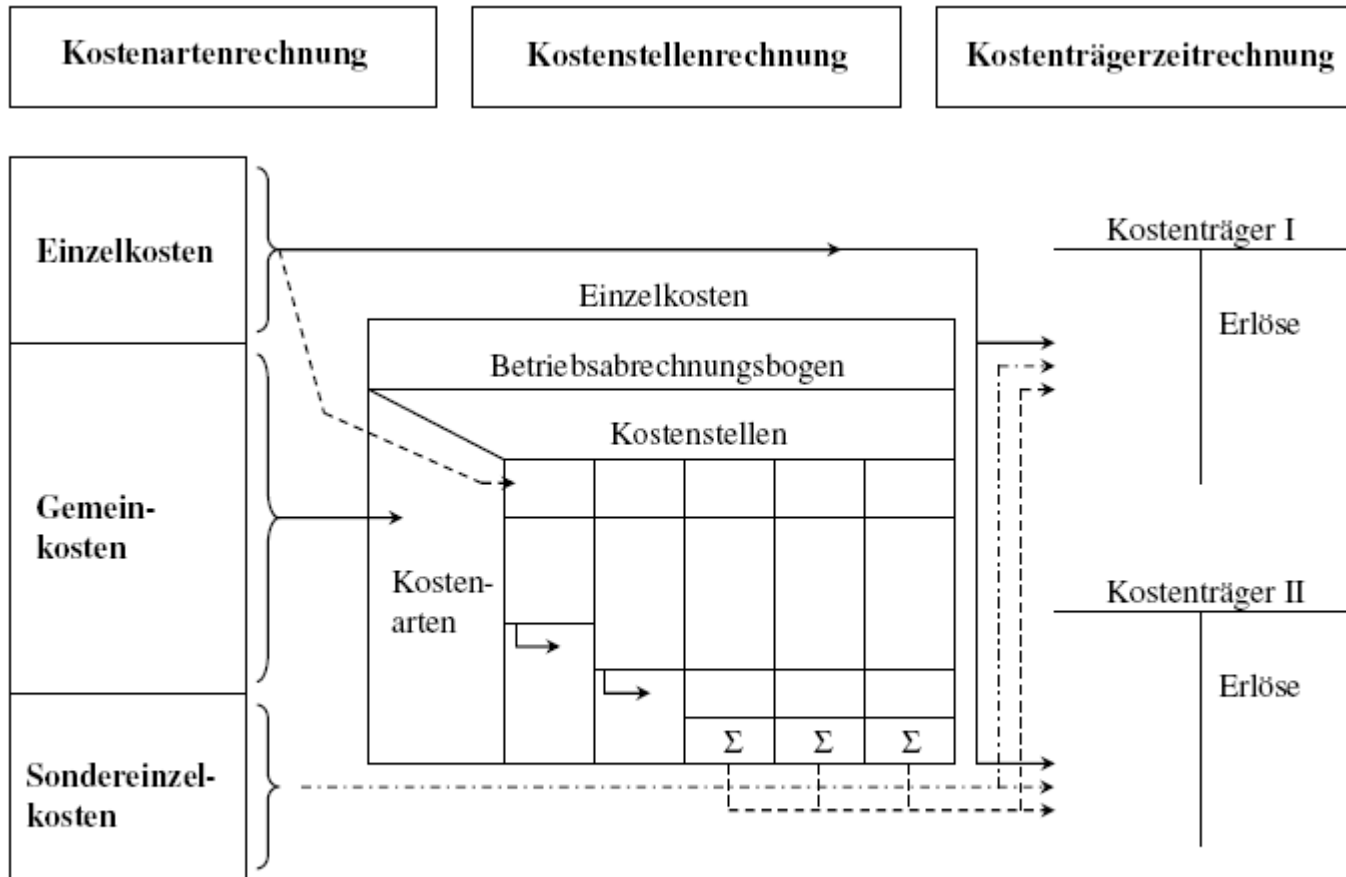 Kostenartenrechnung
Kostenstellenrechnung
Kostenträgerzeitrechnung
Einzelkosten
Gemein-
kosten
Sondereinzel-
kosten
Einzelkosten
Betriebsabrechnungsbogen
Kostenstellen
Kosten-
arten
Σ Σ Σ
Kostenträger I
Erlöse
Kostenträger II
Erlöse